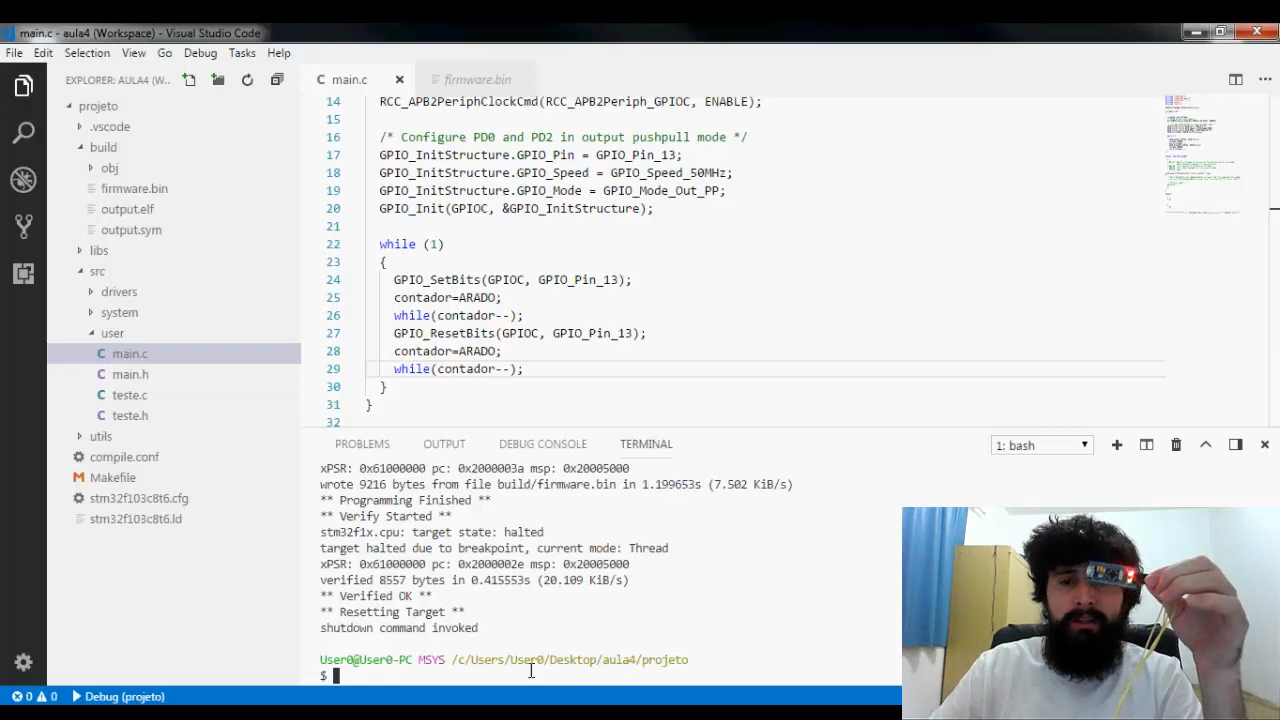 main.c - aula4 (Workspace) - Visual Studio Code
File Edit Selection View Go Debug Tasks Help
EXPLORER: AULA4 (W...
main.c
firmware.bin
projeto
.vscode
build
obj
firmware.bin
output.elf
output.sym
libs
src
drivers
system
user
main.c
main.h
teste.c
teste.h
utils
compile.conf
Makefile
stm32f103c8t6.cfg
stm32f103c8t6.ld
14 RCC_APB2PeriphClockCmd(RCC_APB2Periph_GPIOC, ENABLE);
15
16 /* Configure PD0 and PD2 in output pushpull mode */
17 GPIO_InitStructure.GPIO_Pin = GPIO_Pin_13;
18 GPIO_InitStructure.GPIO_Speed = GPIO_Speed_50MHz;
19 GPIO_InitStructure.GPIO_Mode = GPIO_Mode_Out_PP;
20 GPIO_Init(GPIOC, &GPIO_InitStructure);
21
22 while (1)
23 {
24 GPIO_SetBits(GPIOC, GPIO_Pin_13);
25 contador=ARADO;
26 while(contador--);
27 GPIO_ResetBits(GPIOC, GPIO_Pin_13);
28 contador=ARADO;
29 while(contador--);
30 }
31 }
32
PROBLEMS OUTPUT DEBUG CONSOLE TERMINAL 1: bash
xPSR: 0x61000000 pc: 0x2000003a msp: 0x20005000
wrote 9216 bytes from file build/firmware.bin in 1.199653s (7.502 KiB/s)
** Programming Finished **
** Verify Started **
stm32f1x.cpu: target state: halted
target halted due to breakpoint, current mode: Thread
xPSR: 0x61000000 pc: 0x2000002e msp: 0x20005000
verified 8557 bytes in 0.415553s (20.109 KiB/s)
** Verified OK **
** Resetting Target **
shutdown command invoked
User0@User0-PC MSYS /c/Users/User0/Desktop/aula4/projeto
$
0 0 Debug (projeto)